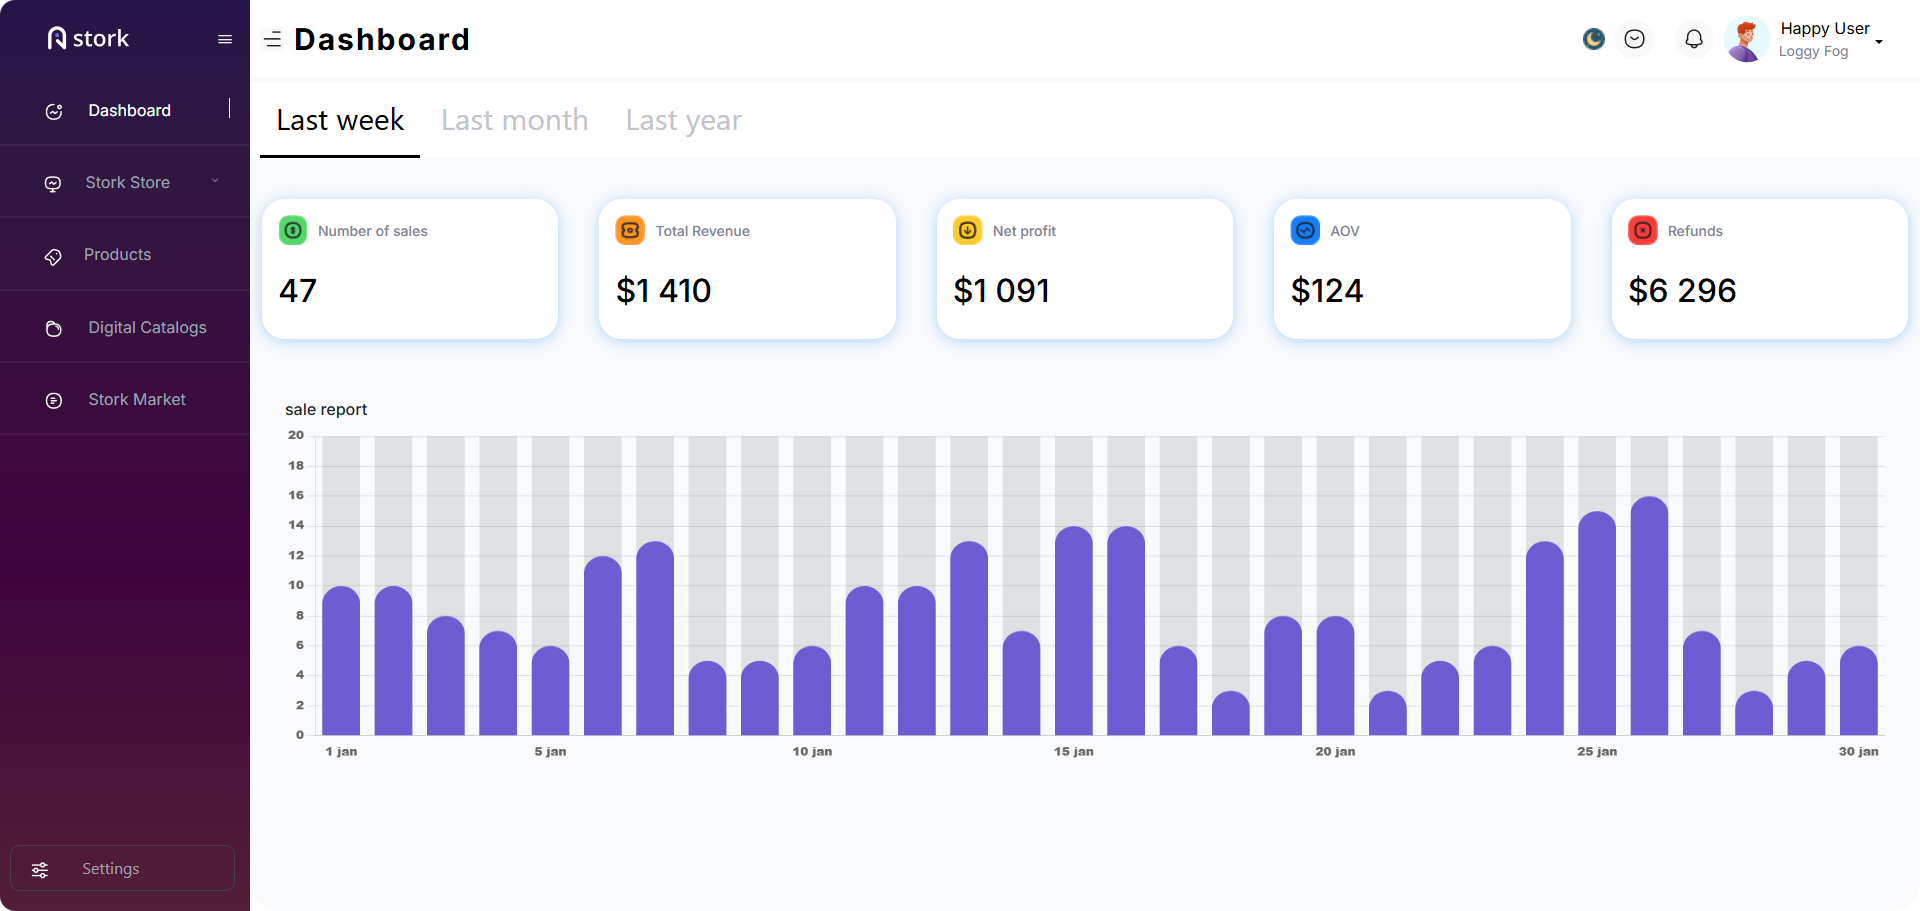 stork
Dashboard
Stork Store
Products
Digital Catalogs
Stork Market
Settings
Dashboard
Happy User
Loggy Fog
Last week Last month Last year
Number of sales
47
Total Revenue
$1 410
Net profit
$1 091
AOV
$124
Refunds
$6 296
sale report
20
18
16
14
12
10
8
6
4
2
0
1 jan 5 jan 10 jan 15 jan 20 jan 25 jan 30 jan